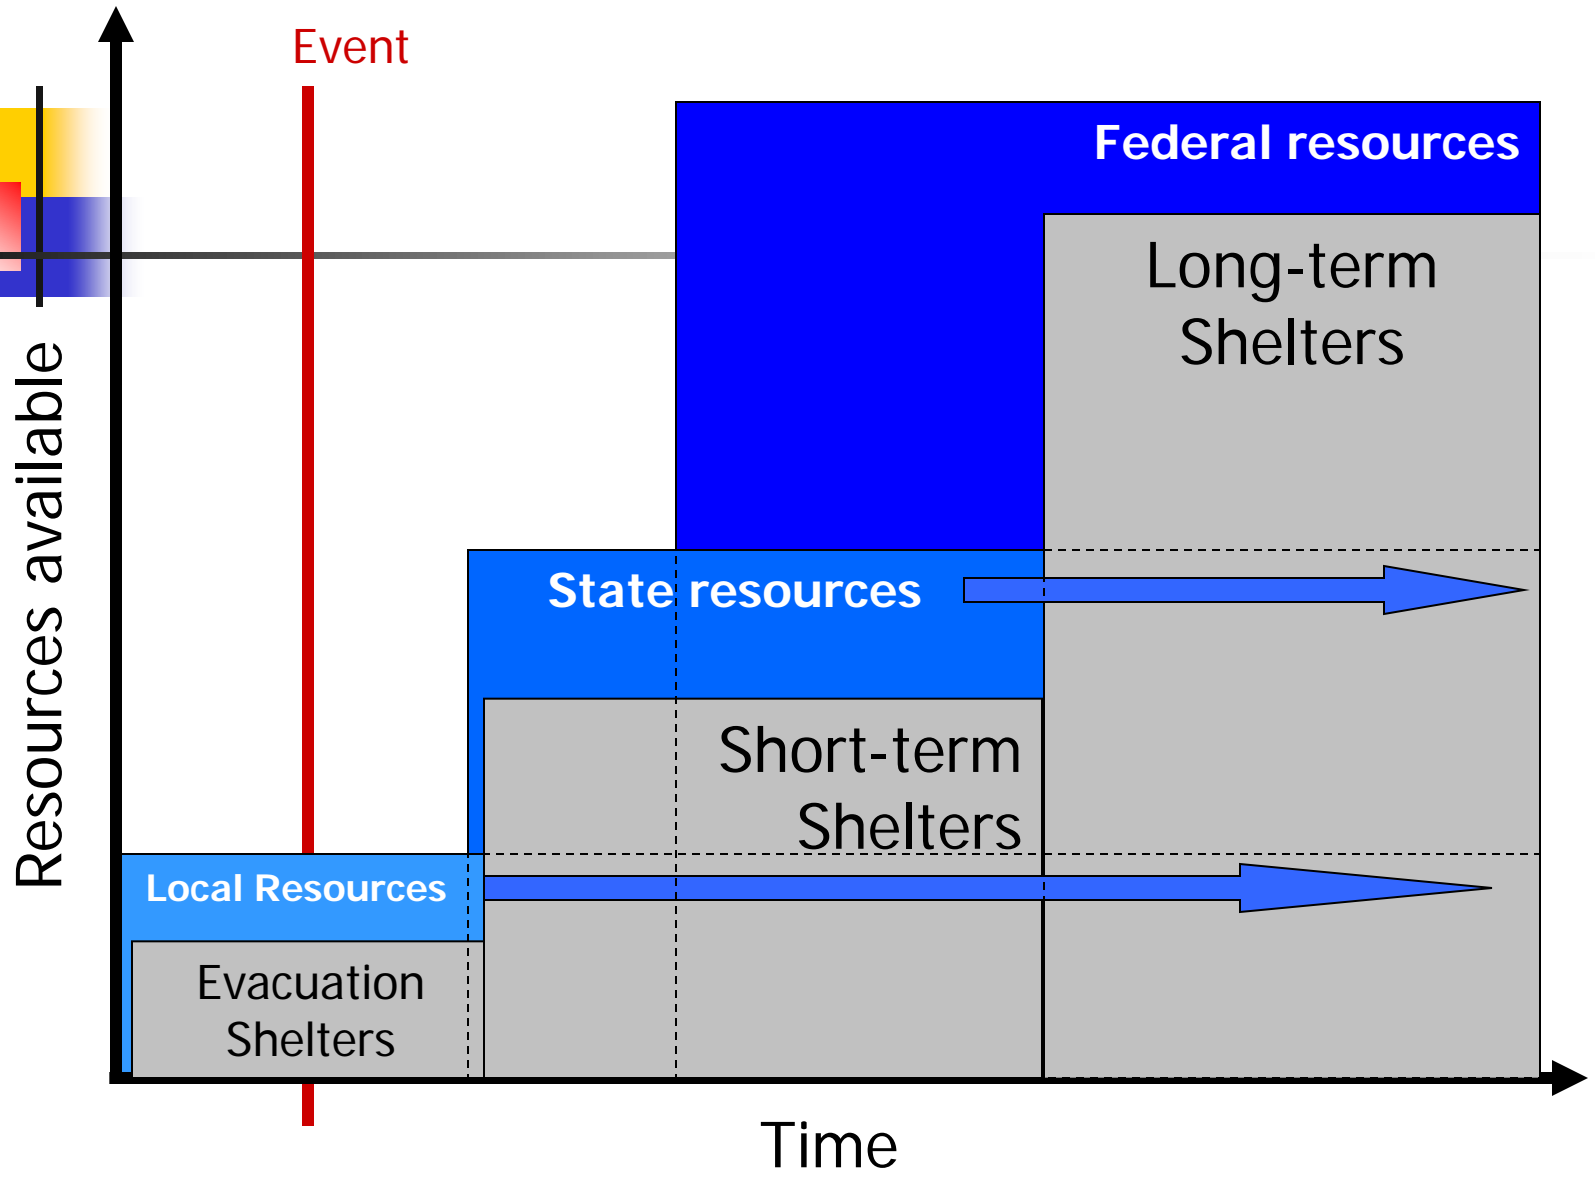 Event
Federal resources
Long-term
Shelters
Resources available
State resources
Short-term
Shelters
Local Resources
Evacuation
Shelters
Time